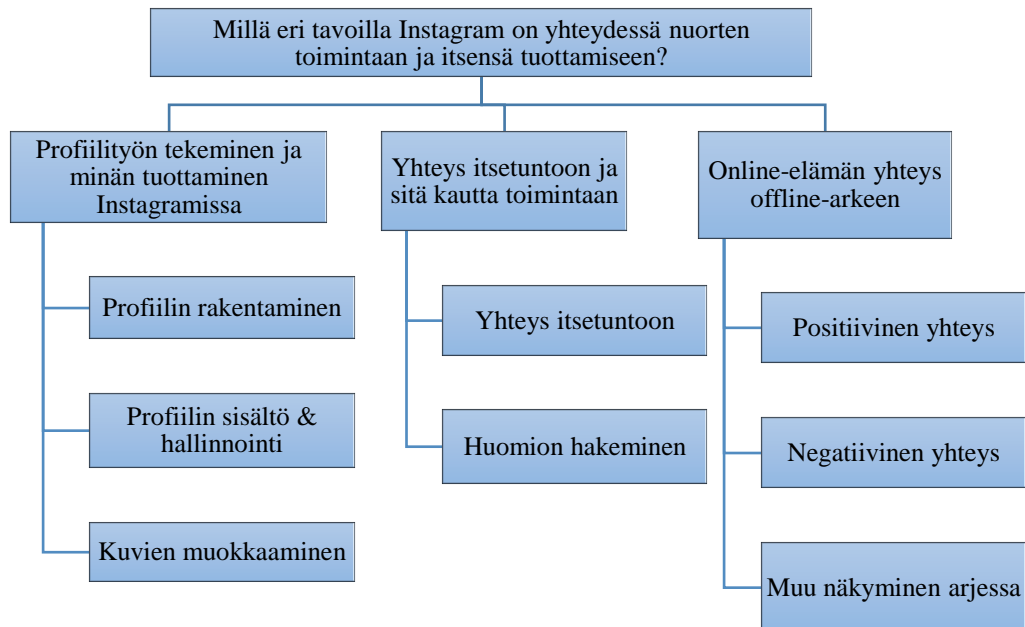 Millä eri tavoilla Instagram on yhteydessä nuorten
toimintaan ja itsensä tuottamiseen?
Profiilityön tekeminen ja
minän tuottaminen
Instagramissa
Profiilin rakentaminen
Profiilin sisältö &
hallinnointi
Kuvien muokkaaminen
Yhteys itsetuntoon ja
sitä kautta toimintaan
Yhteys itsetuntoon
Huomion hakeminen
Online-elämän yhteys
offline-arkeen
Positiivinen yhteys
Negatiivinen yhteys
Muu näkyminen arjessa